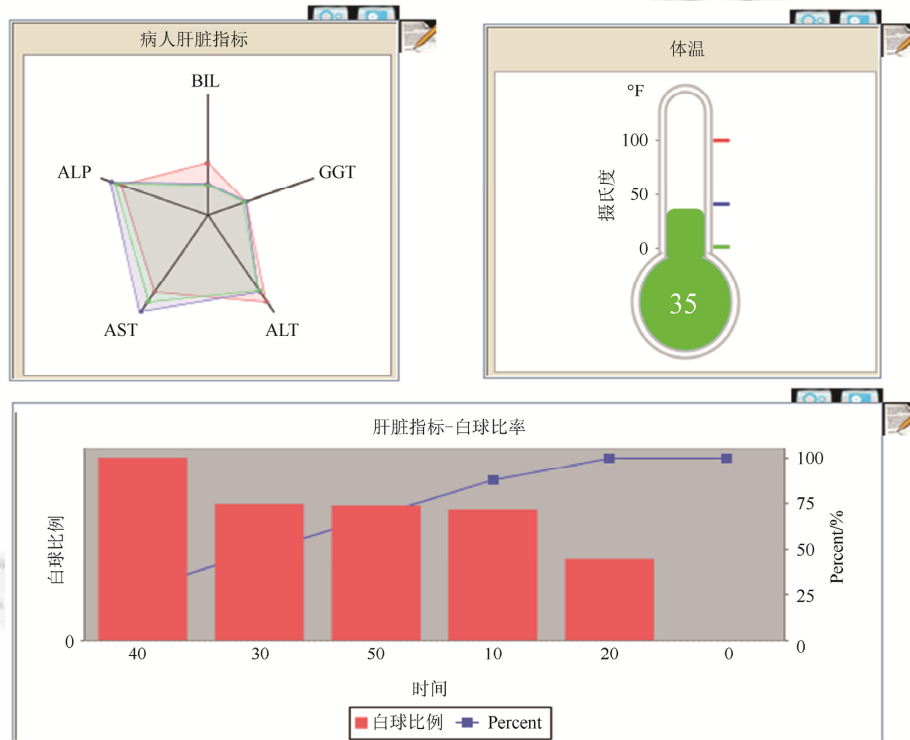 病人肝脏指标
BIL
ALP
GGT
AST
ALT
体温
°F
100
50
0
摄氏度
35
肝脏指标-白球比率
白球比例
0
100
75
50
25
0
Percent/%
40 30 50 10 20 0
时间
白球比例 Percent